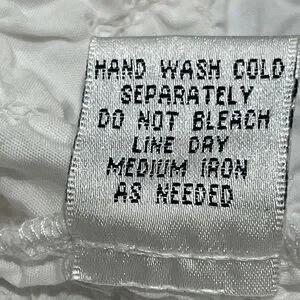 HAND WASH COLD
SEPARATELY
DO NOT BLEACH
LINE DRY
MEDIUM IRON
AS NEEDED